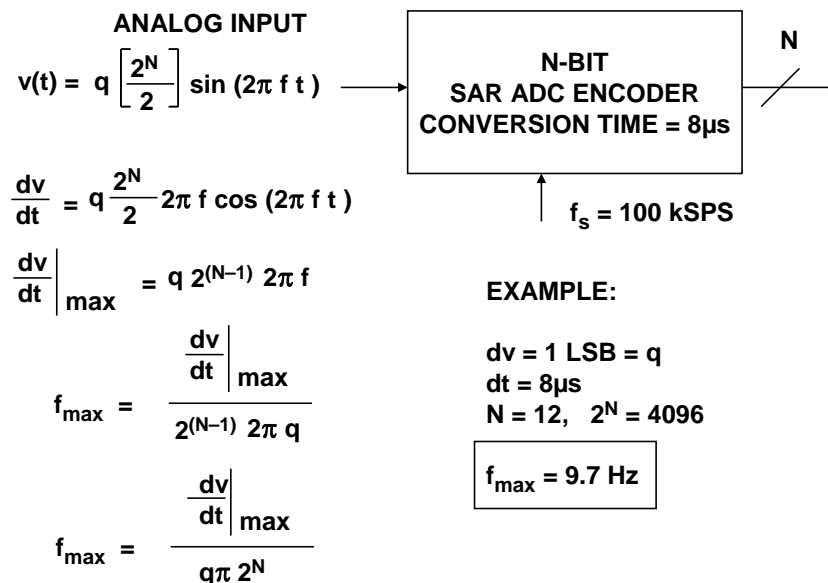 ANALOG INPUT
v(t) = q [2^N / 2] sin (2π f t )
dv/dt = q 2^N/2 2π f cos (2π f t )
dv/dt | max = q 2^(N–1) 2π f
f_max = dv/dt | max / 2^(N–1) 2π q
f_max = dv/dt | max / qπ 2^N
N-BIT
SAR ADC ENCODER
CONVERSION TIME = 8µs
N
f_s = 100 kSPS
EXAMPLE:
dv = 1 LSB = q
dt = 8µs
N = 12, 2^N = 4096
f_max = 9.7 Hz